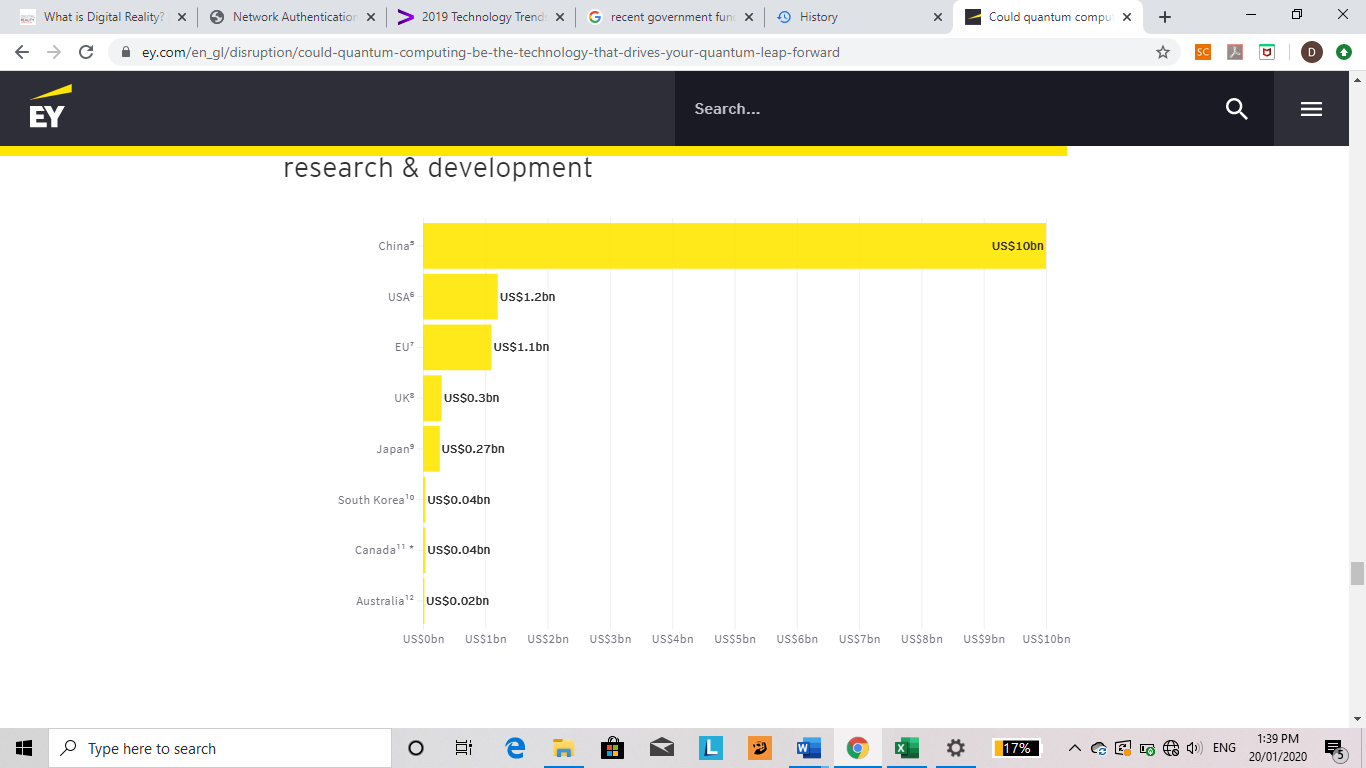 What is Digital Reality?
Network Authentication
2019 Technology Trends
recent government fun
History
Could quantum compu
ey.com/en_gl/disruption/could-quantum-computing-be-the-technology-that-drives-your-quantum-leap-forward
SC
D
EY
Search...
research & development
China⁵ US$10bn
USA⁶ US$1.2bn
EU⁷ US$1.1bn
UK⁸ US$0.3bn
Japan⁹ US$0.27bn
South Korea¹⁰ US$0.04bn
Canada¹¹ * US$0.04bn
Australia¹² US$0.02bn
US$0bn US$1bn US$2bn US$3bn US$4bn US$5bn US$6bn US$7bn US$8bn US$9bn US$10bn
Type here to search
L
17%
ENG
1:39 PM
20/01/2020
5